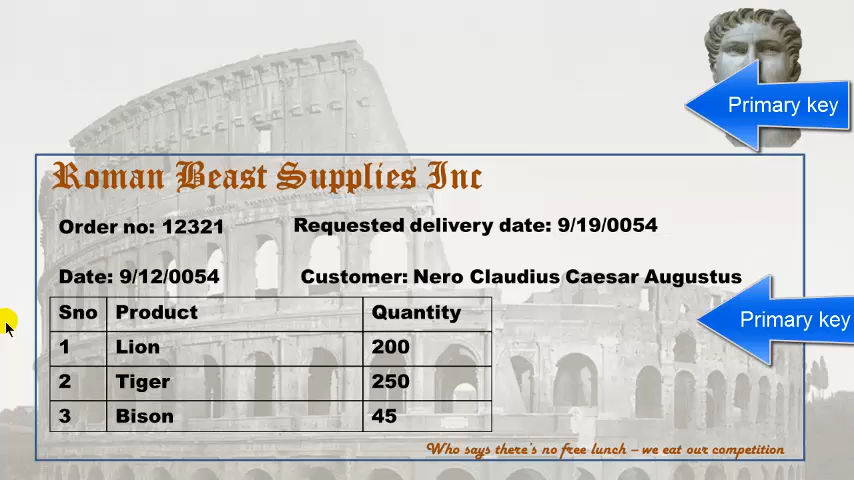 Primary key
Roman Beast Supplies Inc
Order no: 12321 Requested delivery date: 9/19/0054
Date: 9/12/0054 Customer: Nero Claudius Caesar Augustus
Sno Product Quantity
Primary key
1 Lion 200
2 Tiger 250
3 Bison 45
Who says there's no free lunch – we eat our competition